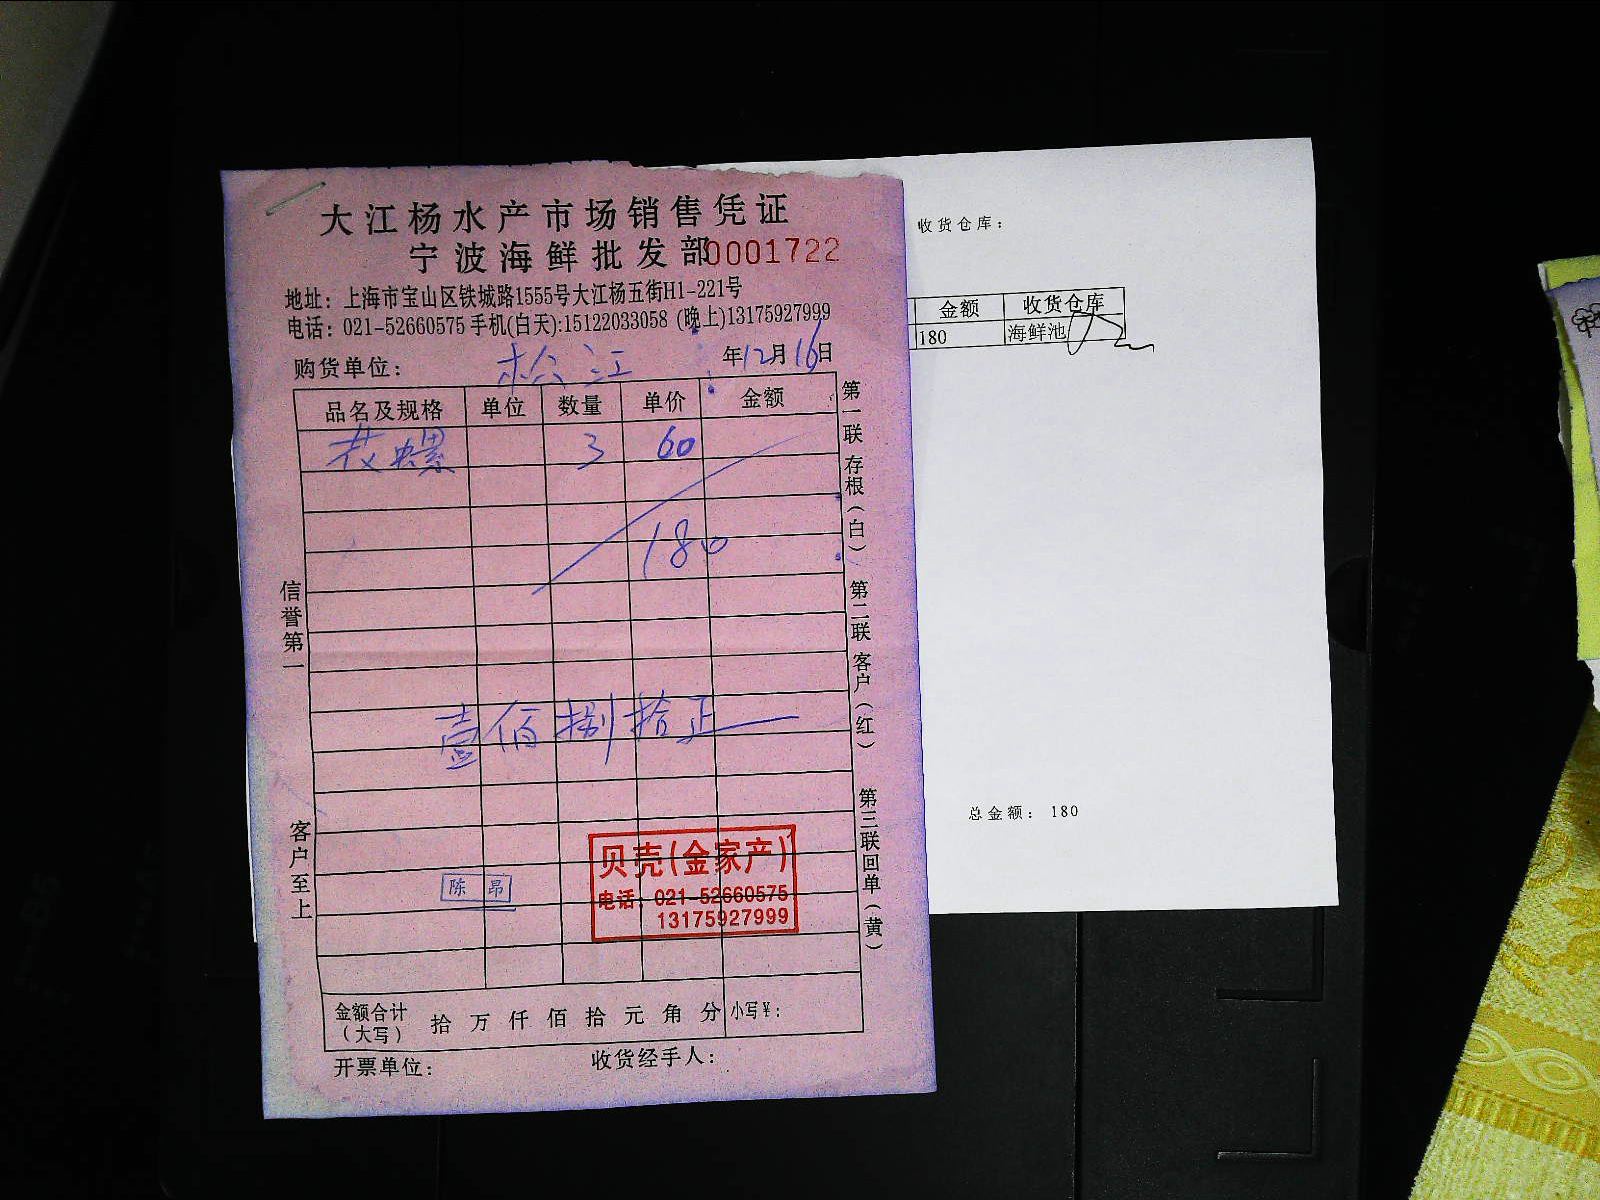 大江杨水产市场销售凭证
宁波海鲜批发部 0001722
地址：上海市宝山区铁城路1555号大江杨五街H1-221号
电话：021-52660575 手机(白天):15122033058 (晚上)13175927999
购货单位：松江 年12月16日
品名及规格 单位 数量 单价 金额
花螺 3 60
180
壹佰捌拾正
信誉第一
客户至上
第一联存根（白）
第二联客户（红）
第三联回单（黄）
陈昂
贝壳(金家产)
电话：021-52660575
13175927999
金额合计
（大写）
拾万仟佰拾元角分 小写¥：
开票单位： 收货经手人：
收货仓库：
金额 收货仓库
180 海鲜池
总金额： 180